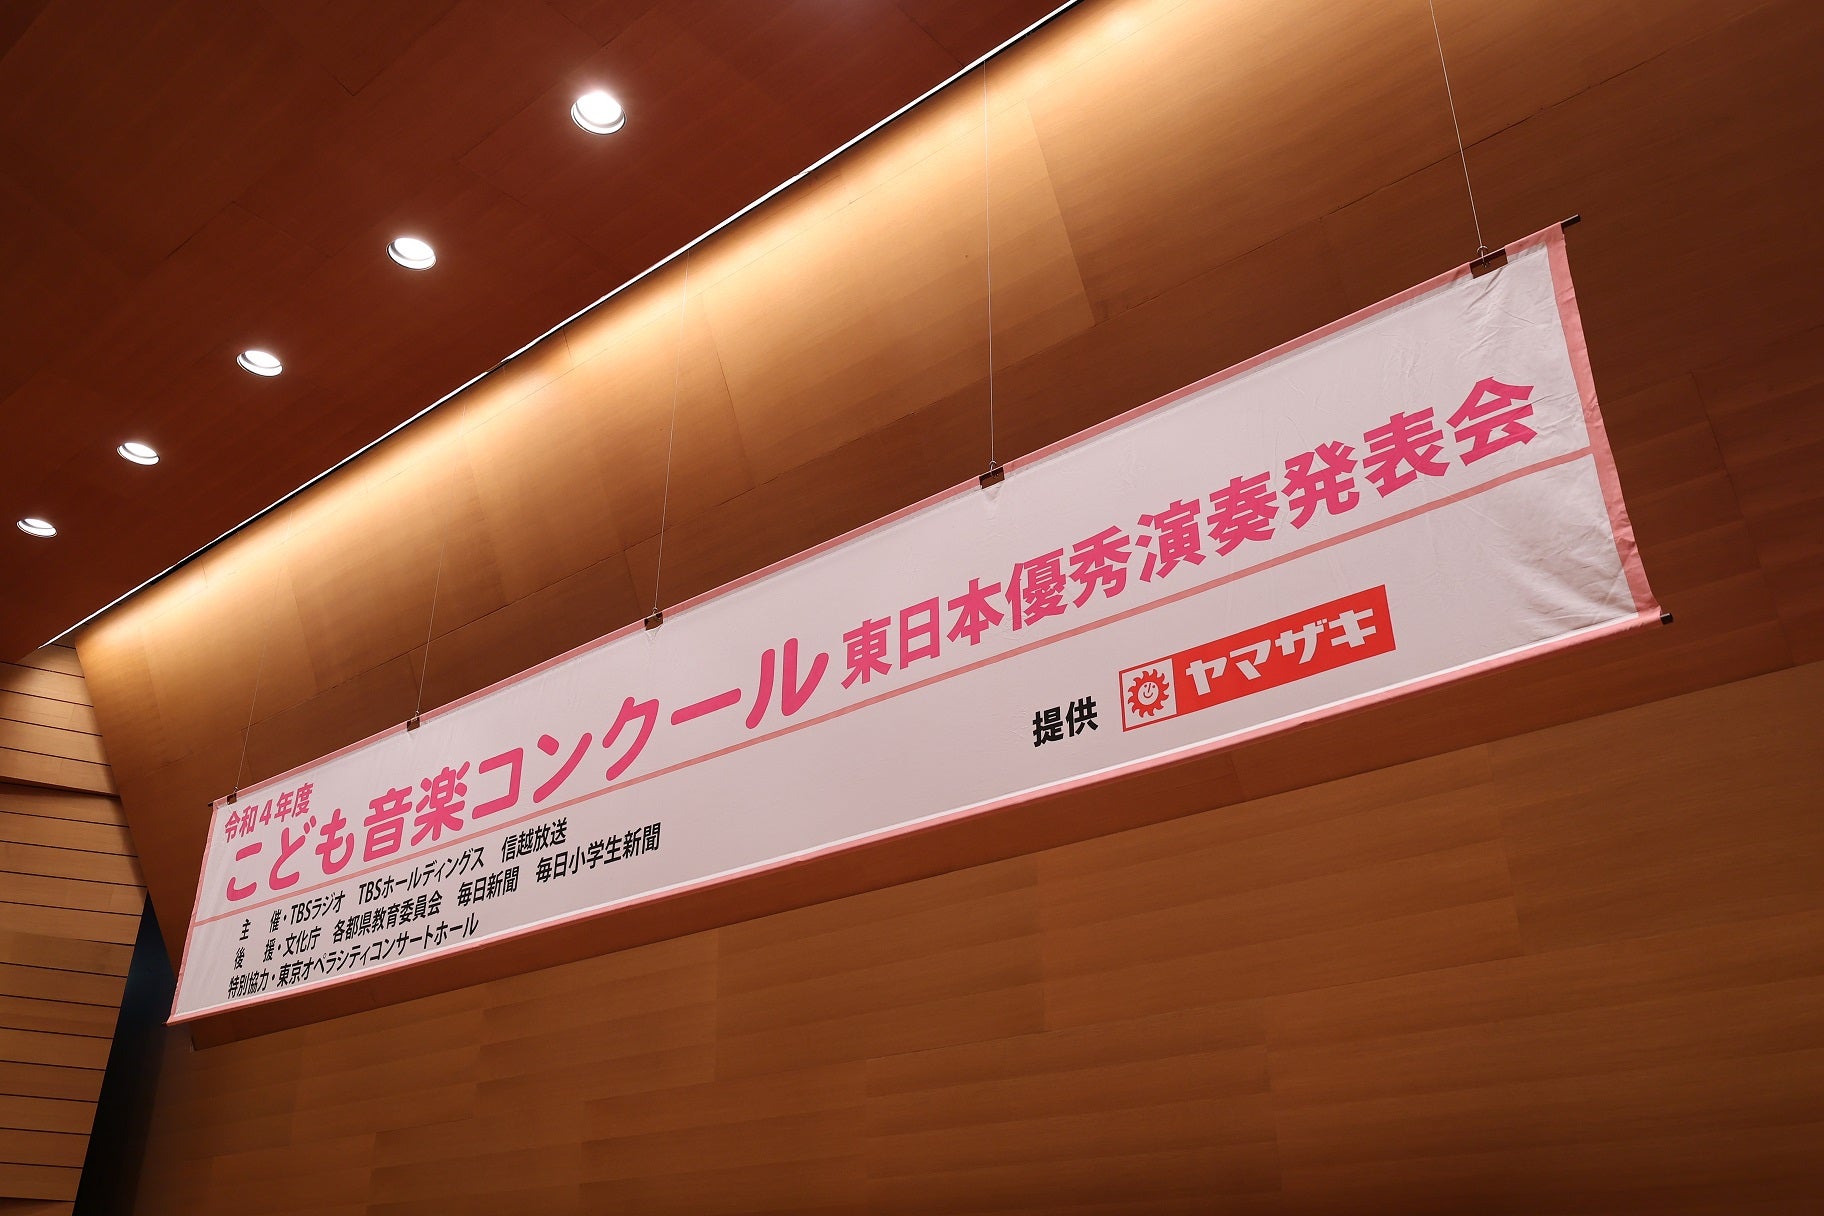 令和4年度
こども音楽コンクール 東日本優秀演奏発表会
主　催・TBSラジオ　TBSホールディングス　信越放送
後　援・文化庁　各都県教育委員会　毎日新聞　毎日小学生新聞
特別協力・東京オペラシティコンサートホール
提供 ヤマザキ